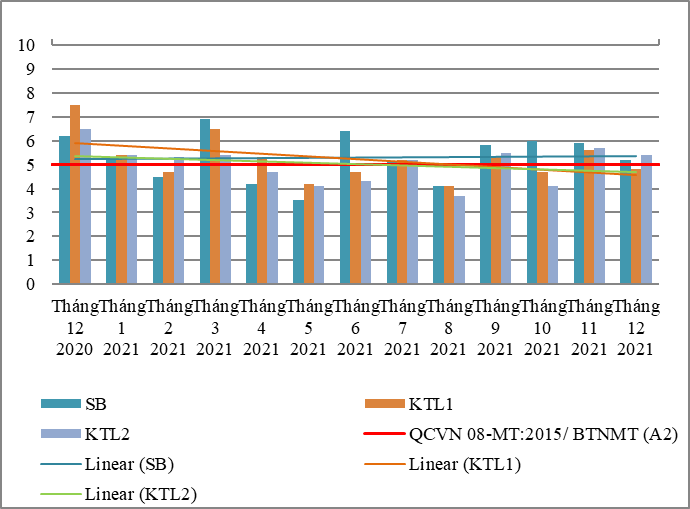 10
9
8
7
6
5
4
3
2
1
0
Tháng Tháng Tháng Tháng Tháng Tháng Tháng Tháng Tháng Tháng Tháng Tháng Tháng
12 1 2 3 4 5 6 7 8 9 10 11 12
2020 2021 2021 2021 2021 2021 2021 2021 2021 2021 2021 2021 2021
SB KTL1
KTL2 QCVN 08-MT:2015/ BTNMT (A2)
Linear (SB) Linear (KTL1)
Linear (KTL2)